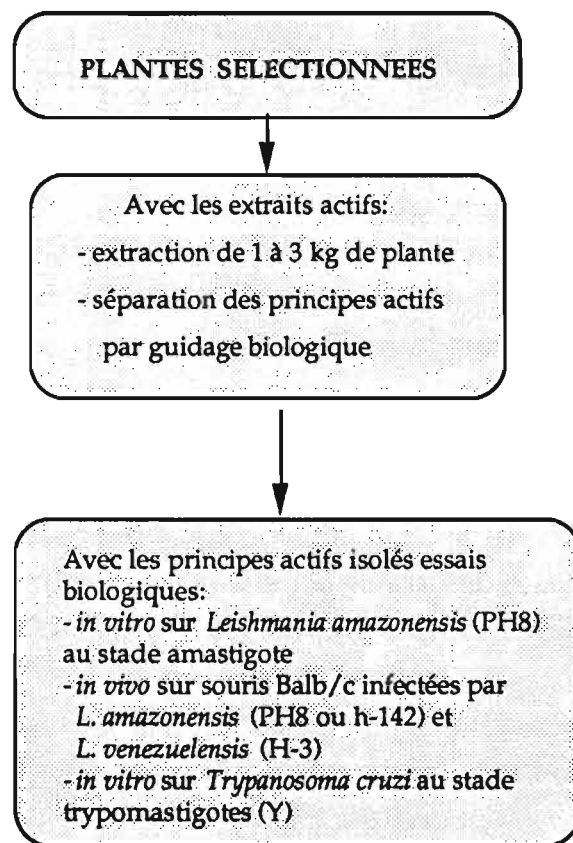 PLANTES SELECTIONNEES
Avec les extraits actifs:
- extraction de 1 à 3 kg de plante
- séparation des principes actifs
par guidage biologique
Avec les principes actifs isolés essais
biologiques:
- in vitro sur Leishmania amazonensis (PH8)
au stade amastigote
- in vivo sur souris Balb/c infectées par
L. amazonensis (PH8 ou h-142) et
L. venezuelensis (H-3)
- in vitro sur Trypanosoma cruzi au stade
trypomastigotes (Y)